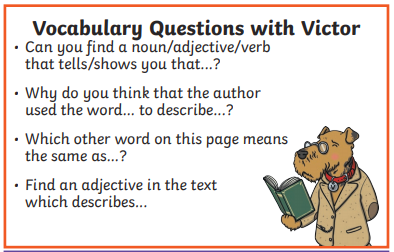 Vocabulary Questions with Victor
• Can you find a noun/adjective/verb
that tells/shows you that...?
• Why do you think that the author
used the word... to describe...?
• Which other word on this page means
the same as...?
• Find an adjective in the text
which describes...